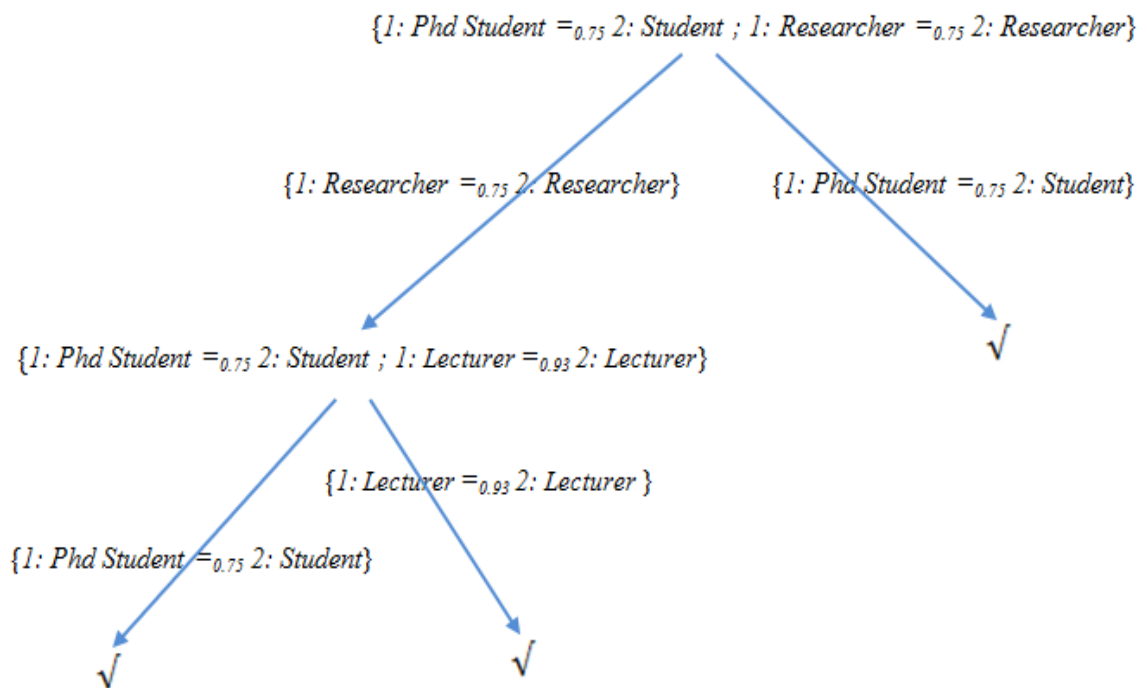 {1: Phd Student =0.75 2: Student ; 1: Researcher =0.75 2: Researcher}
{1: Researcher =0.75 2: Researcher}
{1: Phd Student =0.75 2: Student}
√
{1: Phd Student =0.75 2: Student ; 1: Lecturer =0.93 2: Lecturer}
{1: Lecturer =0.93 2: Lecturer }
{1: Phd Student =0.75 2: Student}
√
√